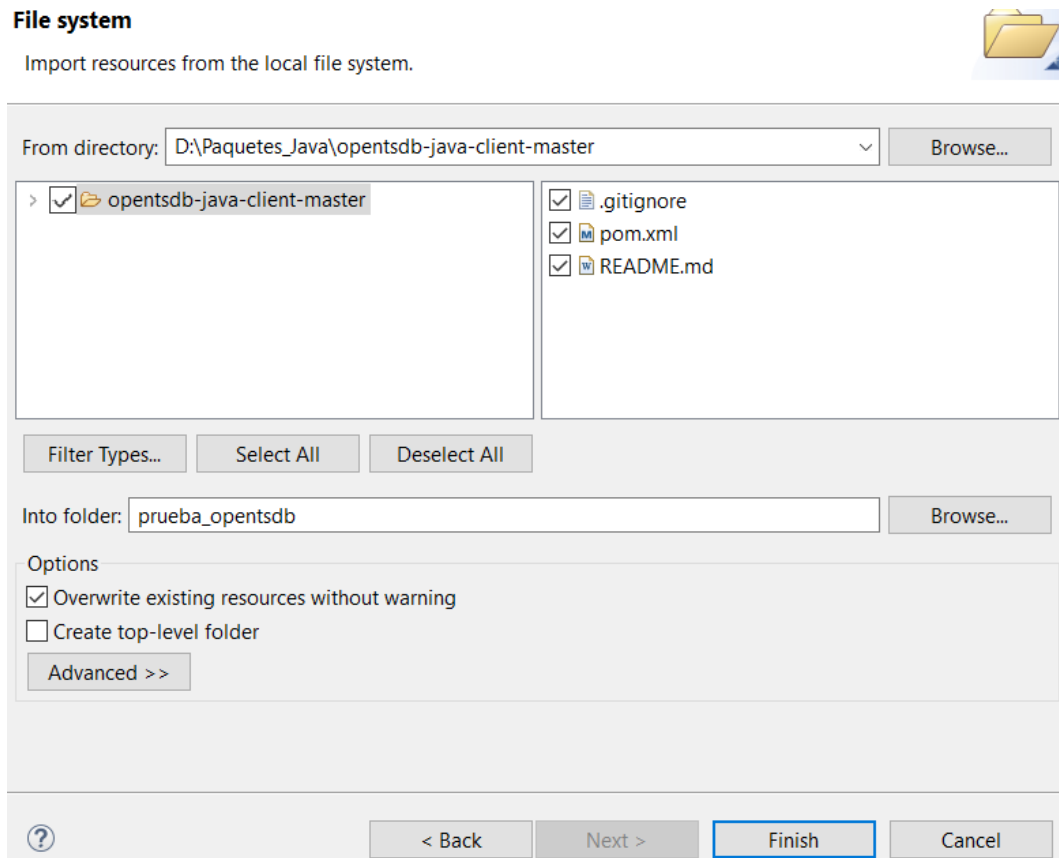 File system
Import resources from the local file system.
From directory: D:\Paquetes_Java\opentsdb-java-client-master Browse...
> opentsdb-java-client-master
.gitignore
pom.xml
README.md
Filter Types... Select All Deselect All
Into folder: prueba_opentsdb Browse...
Options
Overwrite existing resources without warning
Create top-level folder
Advanced >>
? < Back Next > Finish Cancel